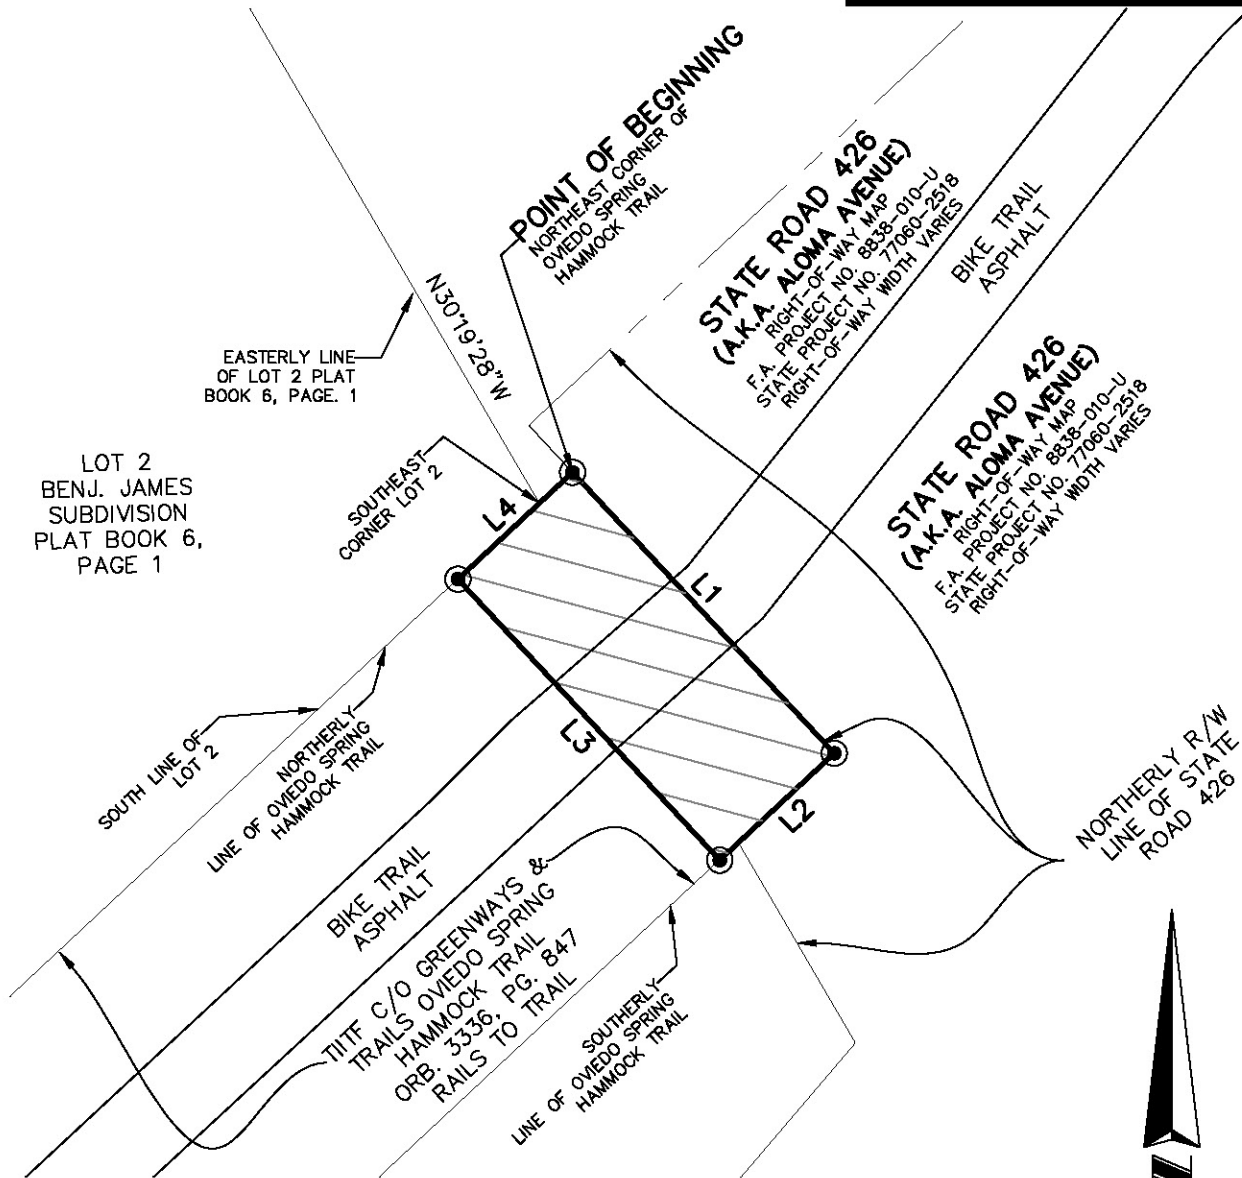 POINT OF BEGINNING
NORTHEAST CORNER OF
OVIEDO SPRING
HAMMOCK TRAIL
STATE ROAD 426
(A.K.A. ALOMA AVENUE)
RIGHT-OF-WAY MAP
F.A. PROJECT NO. 8838-010-U
STATE PROJECT NO. 77060-2518
RIGHT-OF-WAY WIDTH VARIES
BIKE TRAIL
ASPHALT
N30°19'28"W
EASTERLY LINE
OF LOT 2 PLAT
BOOK 6, PAGE. 1
STATE ROAD 426
(A.K.A. ALOMA AVENUE)
RIGHT-OF-WAY MAP
F.A. PROJECT NO. 8838-010-U
STATE PROJECT NO. 77060-2518
RIGHT-OF-WAY WIDTH VARIES
LOT 2
BENJ. JAMES
SUBDIVISION
PLAT BOOK 6,
PAGE 1
SOUTHEAST
CORNER LOT 2
L4
L1
L3
L2
SOUTH LINE OF
LOT 2
NORTHERLY
LINE OF OVIEDO SPRING
HAMMOCK TRAIL
NORTHERLY R/W
LINE OF STATE
ROAD 426
BIKE TRAIL
ASPHALT
TIITF C/O GREENWAYS &
TRAILS OVIEDO SPRING
HAMMOCK TRAIL
ORB. 3336, PG. 847
RAILS TO TRAIL
SOUTHERLY
LINE OF OVIEDO SPRING
HAMMOCK TRAIL
N